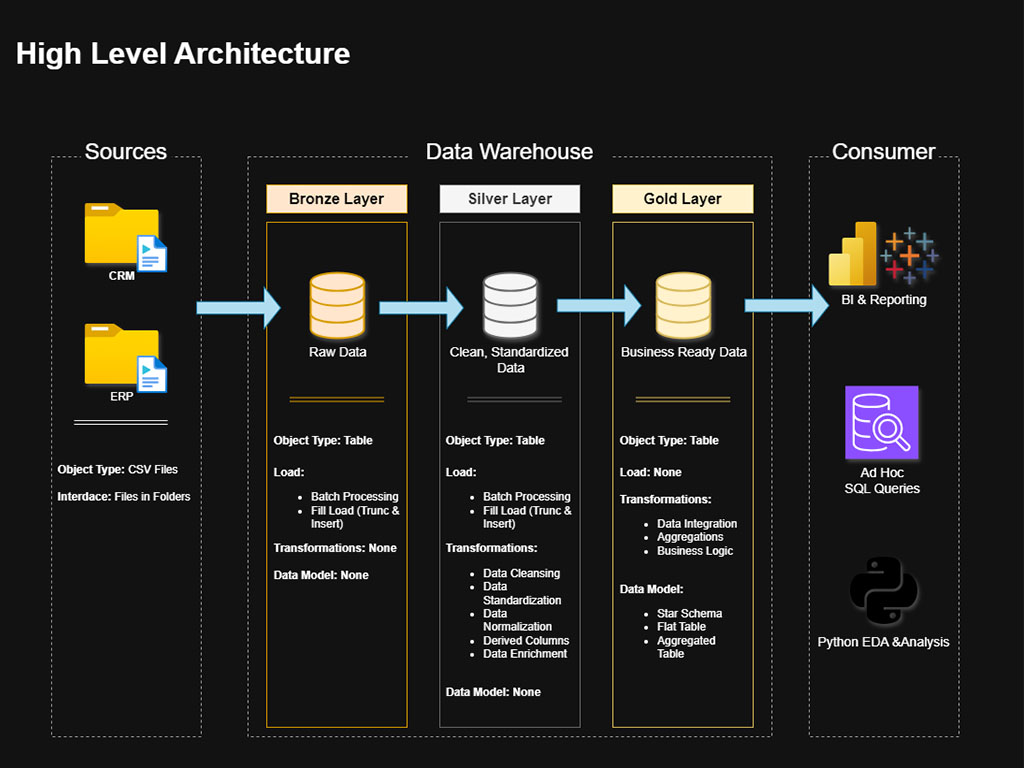 High Level Architecture
Sources
CRM
ERP
Object Type: CSV Files
Interdace: Files in Folders
Data Warehouse
Bronze Layer
Raw Data
Object Type: Table
Load:
Batch Processing
Fill Load (Trunc &
Insert)
Transformations: None
Data Model: None
Silver Layer
Clean, Standardized
Data
Object Type: Table
Load:
Batch Processing
Fill Load (Trunc &
Insert)
Transformations:
Data Cleansing
Data
Standardization
Data
Normalization
Derived Columns
Data Enrichment
Data Model: None
Gold Layer
Business Ready Data
Object Type: Table
Load: None
Transformations:
Data Integration
Aggregations
Business Logic
Data Model:
Star Schema
Flat Table
Aggregated
Table
Consumer
BI & Reporting
Ad Hoc
SQL Queries
Python EDA &Analysis